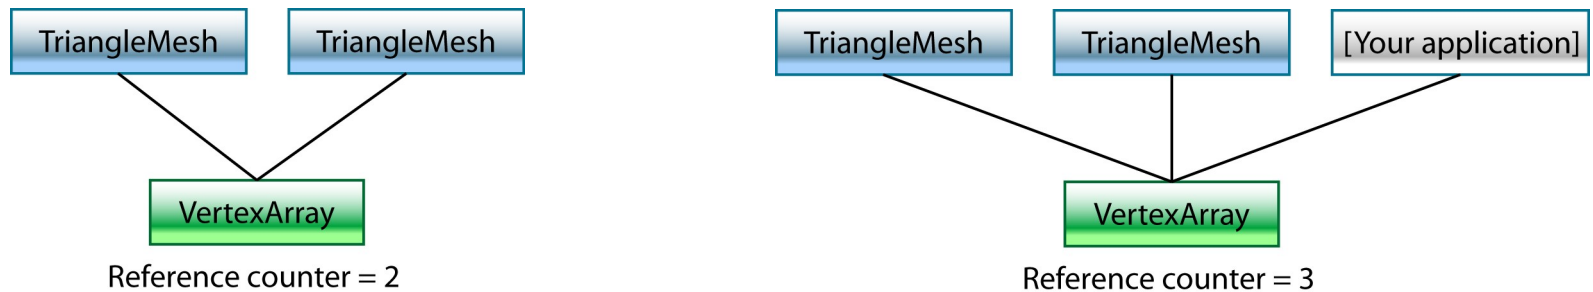 TriangleMesh
TriangleMesh
VertexArray
Reference counter = 2
TriangleMesh
TriangleMesh
[Your application]
VertexArray
Reference counter = 3